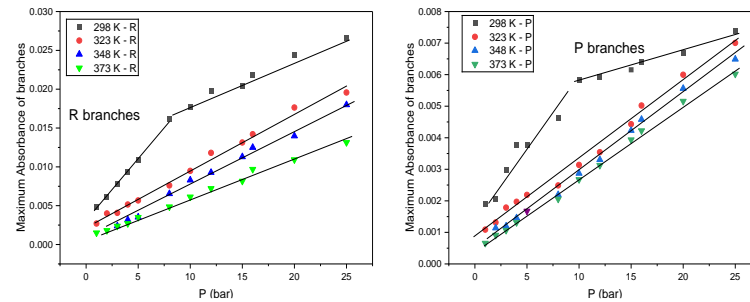 Maximum Absorbance of branches
0.030
0.025
0.020
0.015
0.010
0.005
0.000
298 K - R
323 K - R
348 K - R
373 K - R
R branches
0 5 10 15 20 25
P (bar)
Maximum Absorbance of branches
0.008
0.007
0.006
0.005
0.004
0.003
0.002
0.001
0.000
298 K - P
323 K - P
348 K - P
373 K - P
P branches
0 5 10 15 20 25
P (bar)